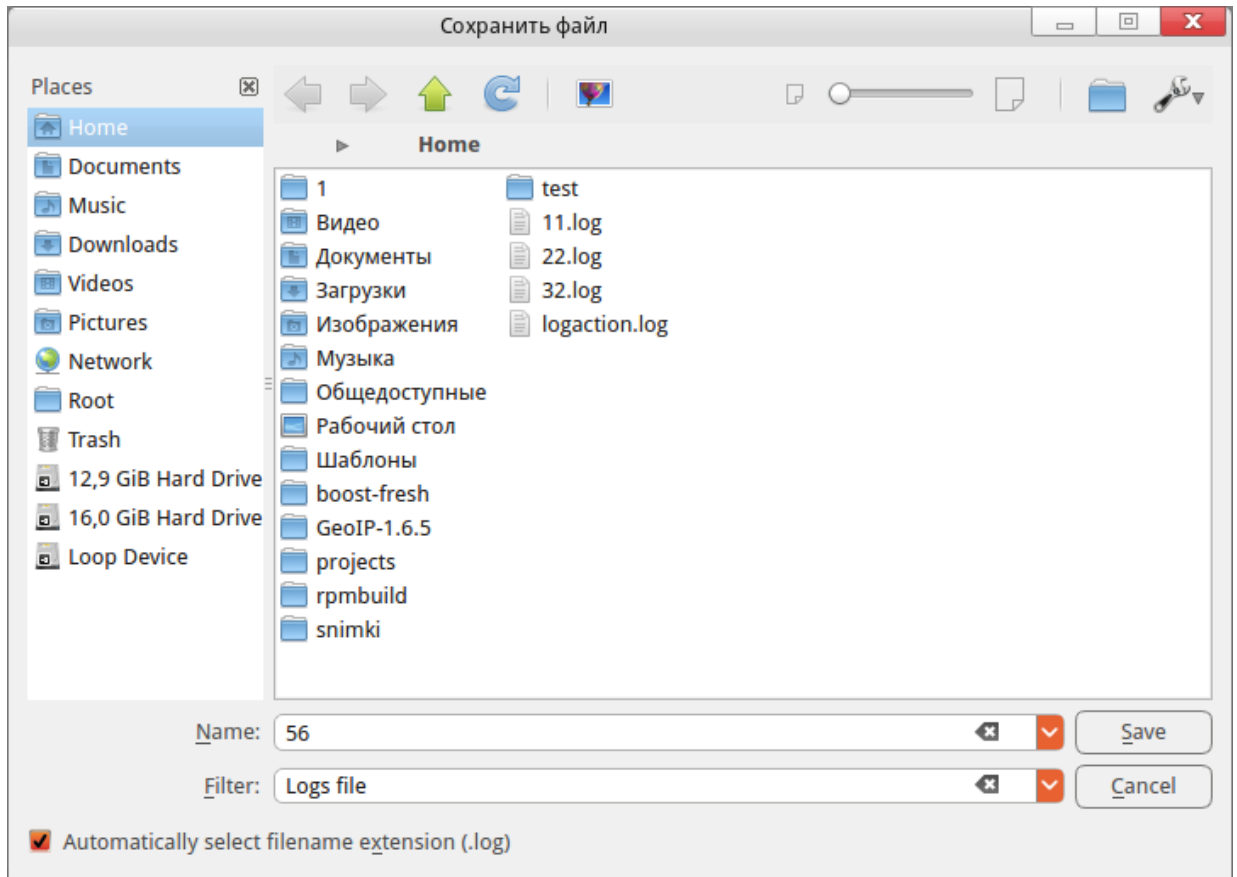 Сохранить файл
Places
Home
Documents
Music
Downloads
Videos
Pictures
Network
Root
Trash
12,9 GiB Hard Drive
16,0 GiB Hard Drive
Loop Device
Home
1
Видео
Документы
Загрузки
Изображения
Музыка
Общедоступные
Рабочий стол
Шаблоны
boost-fresh
GeoIP-1.6.5
projects
rpmbuild
snimki
test
11.log
22.log
32.log
logaction.log
Name: 56 Save
Filter: Logs file Cancel
Automatically select filename extension (.log)